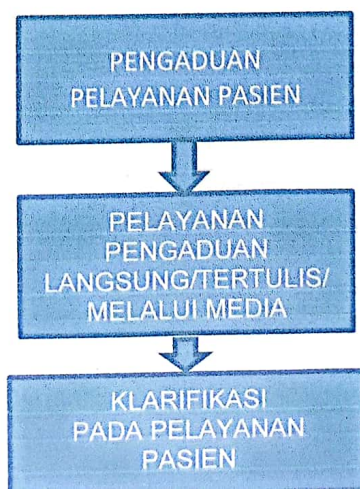 PENGADUAN
PELAYANAN PASIEN
PELAYANAN
PENGADUAN
LANGSUNG/TERTULIS/
MELALUI MEDIA
KLARIFIKASI
PADA PELAYANAN
PASIEN